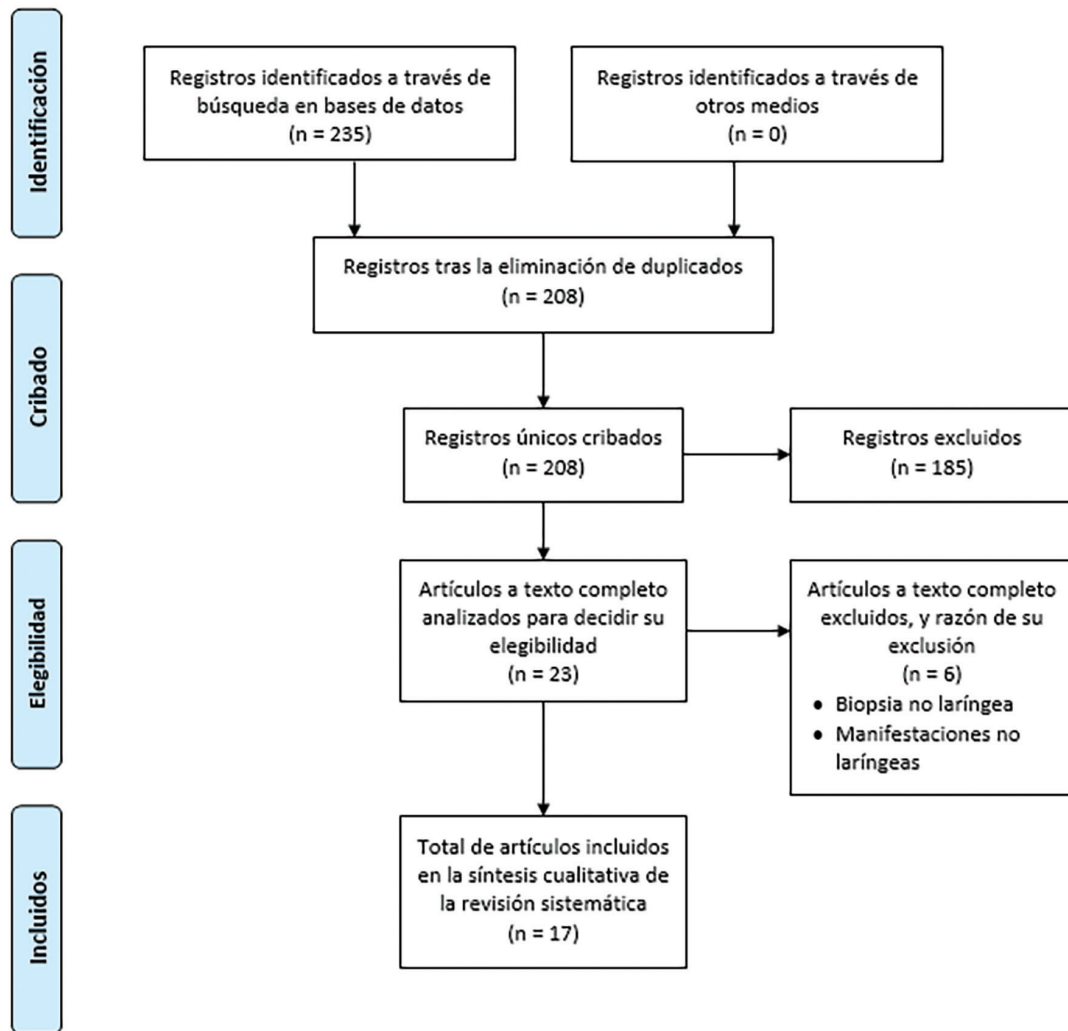 Identificación
Registros identificados a través de
búsqueda en bases de datos
(n = 235)
Registros identificados a través de
otros medios
(n = 0)
Registros tras la eliminación de duplicados
(n = 208)
Cribado
Registros únicos cribados
(n = 208)
Registros excluidos
(n = 185)
Elegibilidad
Artículos a texto completo
analizados para decidir su
elegibilidad
(n = 23)
Artículos a texto completo
excluidos, y razón de su
exclusión
(n = 6)
• Biopsia no laríngea
• Manifestaciones no
laríngeas
Incluidos
Total de artículos incluidos
en la síntesis cualitativa de
la revisión sistemática
(n = 17)